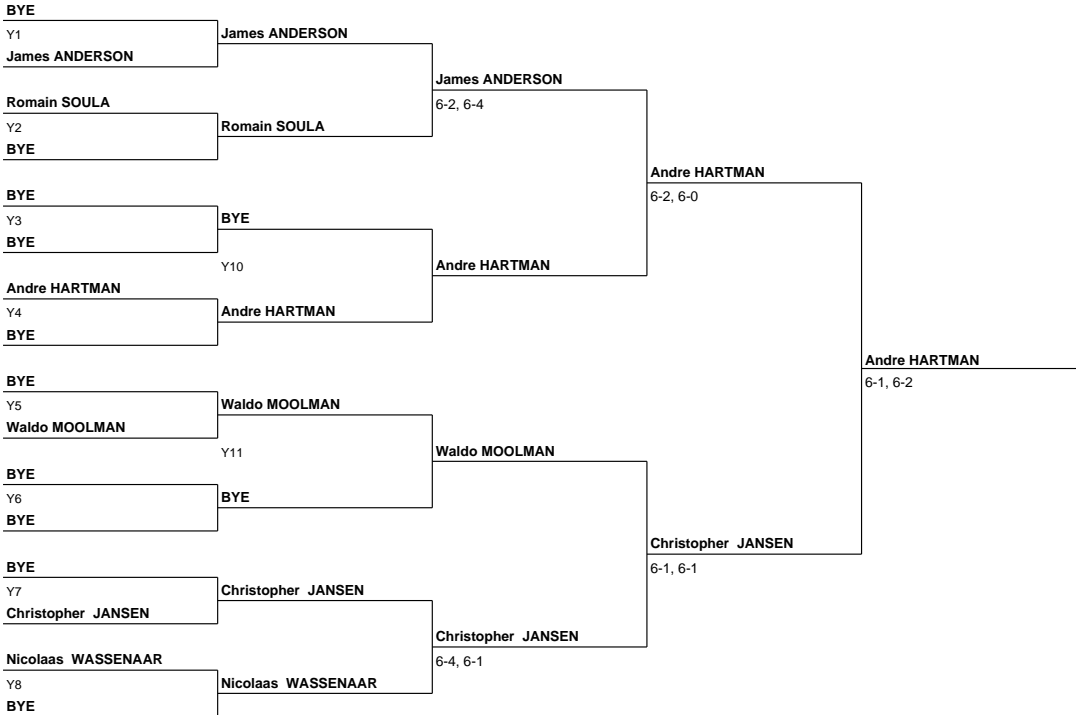 BYE
Y1
James ANDERSON
Romain SOULA
Y2
BYE
BYE
Y3
BYE
Andre HARTMAN
Y4
BYE
BYE
Y5
Waldo MOOLMAN
BYE
Y6
BYE
BYE
Y7
Christopher JANSEN
Nicolaas WASSENAAR
Y8
BYE
James ANDERSON
Romain SOULA
BYE
Y10
Andre HARTMAN
Waldo MOOLMAN
Y11
BYE
Christopher JANSEN
Nicolaas WASSENAAR
James ANDERSON
6-2, 6-4
Andre HARTMAN
Waldo MOOLMAN
Christopher JANSEN
6-4, 6-1
Andre HARTMAN
6-2, 6-0
Christopher JANSEN
6-1, 6-1
Andre HARTMAN
6-1, 6-2